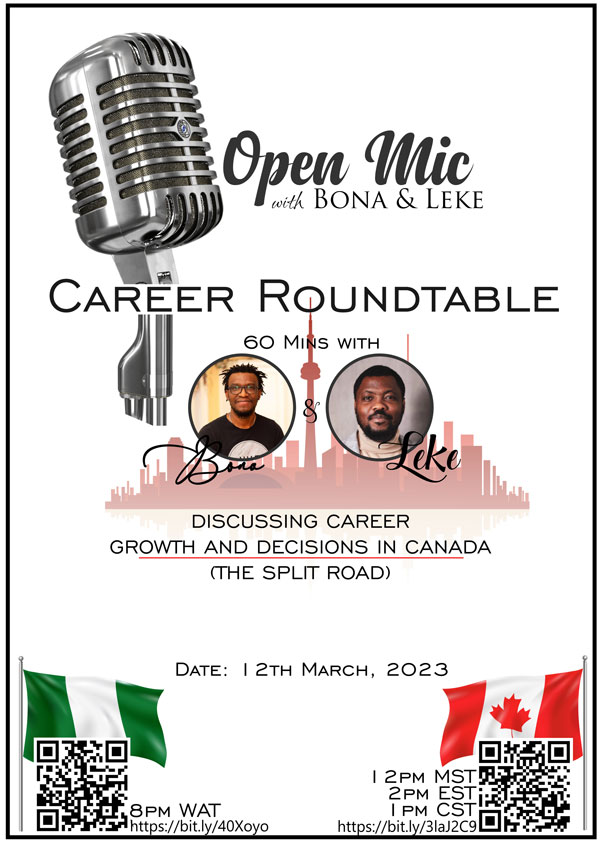 Open Mic
with BONA & LEKE
CAREER ROUNDTABLE
60 MINS WITH
&
Bona
Leke
DISCUSSING CAREER
GROWTH AND DECISIONS IN CANADA
(THE SPLIT ROAD)
DATE: 12TH MARCH, 2023
8PM WAT
https://bit.ly/40Xoyo
12PM MST
2PM EST
1PM CST
https://bit.ly/3laJ2C9